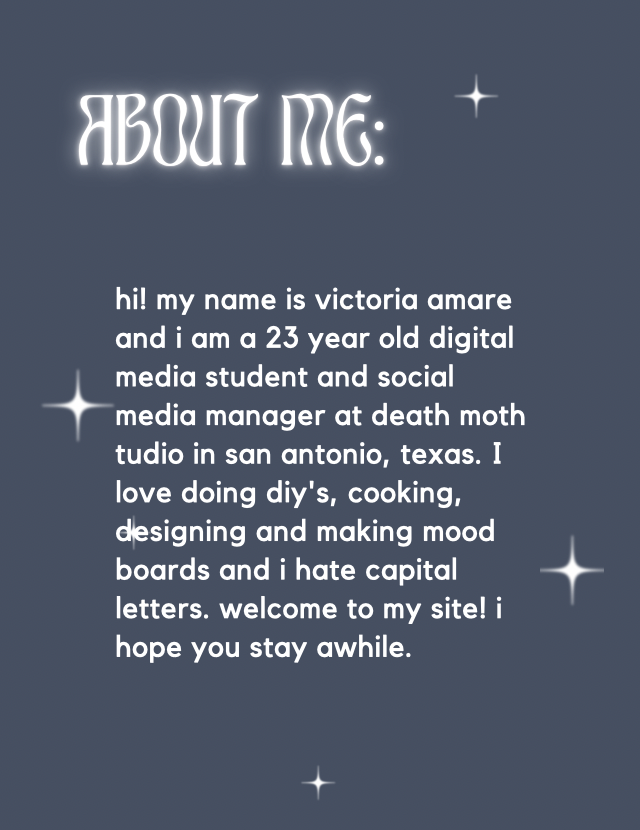 ABOUT ME:
hi! my name is victoria amare
and i am a 23 year old digital
media student and social
media manager at death moth
tudio in san antonio, texas. I
love doing diy's, cooking,
designing and making mood
boards and i hate capital
letters. welcome to my site! i
hope you stay awhile.